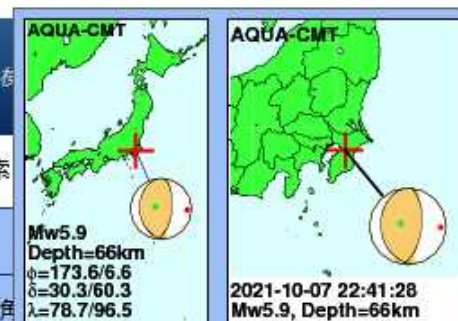 AQUA-CMT
Mw5.9
Depth=66km
φ=173.6/6.6
δ=30.3/60.3
λ=78.7/96.5
AQUA-CMT
2021-10-07 22:41:28
Mw5.9, Depth=66km
角